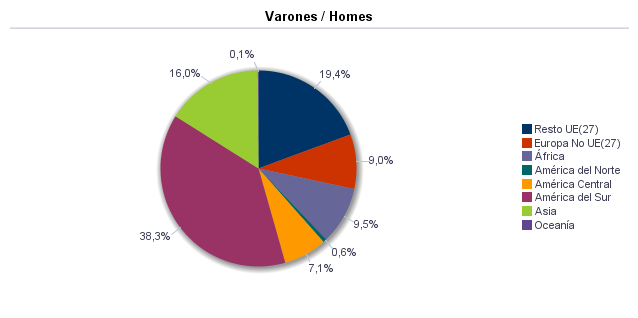 Varones / Homes
0,1%
19,4%
16,0%
9,0%
9,5%
0,6%
7,1%
38,3%
Resto UE(27)
Europa No UE(27)
África
América del Norte
América Central
América del Sur
Asia
Oceanía